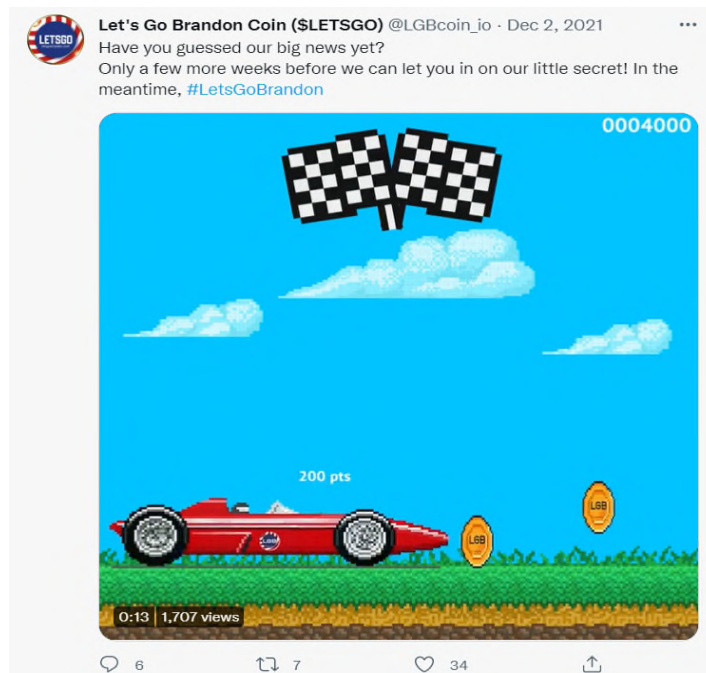 Let's Go Brandon Coin ($LETSGO) @LGBcoin_io · Dec 2, 2021
LETSGO
Have you guessed our big news yet?
Only a few more weeks before we can let you in on our little secret! In the
meantime, #LetsGoBrandon
0004000
200 pts
LGB
LGB
LGB
0:13 | 1,707 views
6 7 34